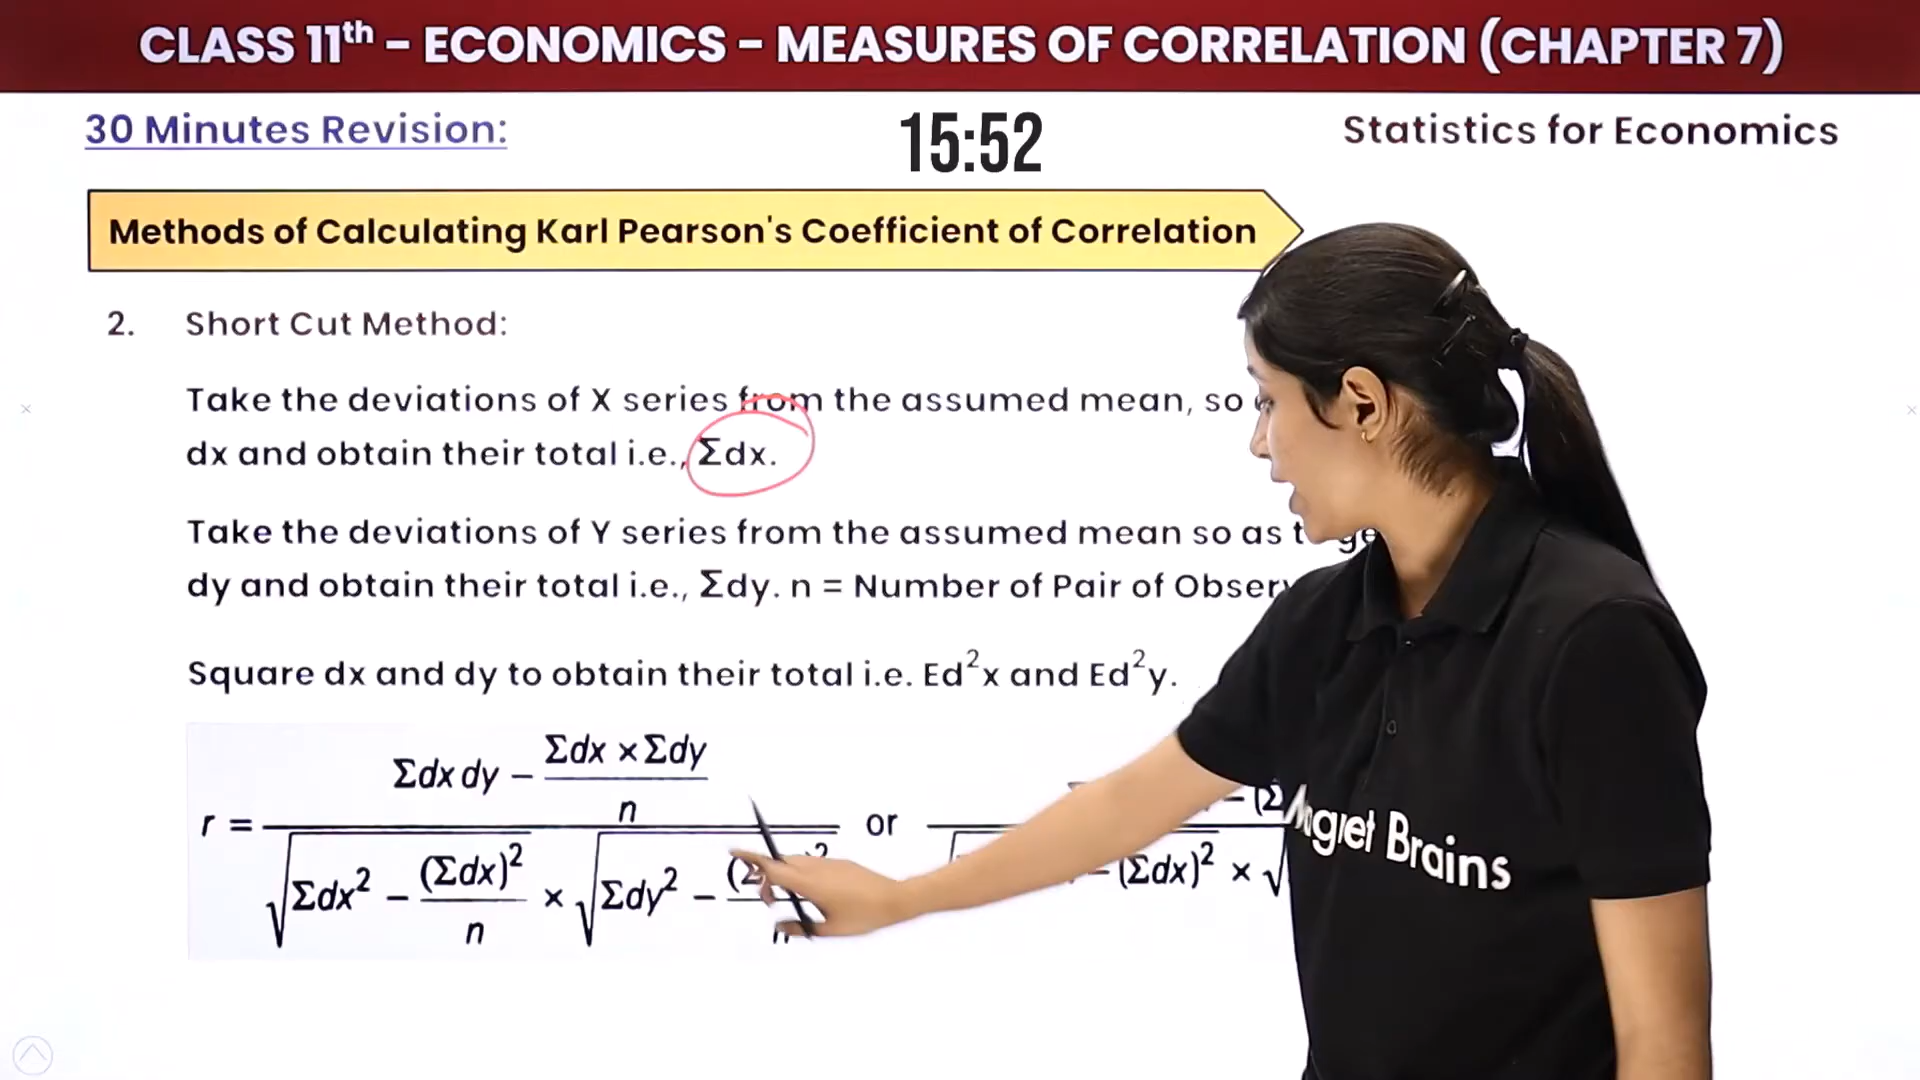 CLASS 11th – ECONOMICS – MEASURES OF CORRELATION (CHAPTER 7)
30 Minutes Revision:
15:52
Statistics for Economics
Methods of Calculating Karl Pearson's Coefficient of Correlation
2. Short Cut Method:
Take the deviations of X series from the assumed mean, so
dx and obtain their total i.e., Σdx.
Take the deviations of Y series from the assumed mean so as
dy and obtain their total i.e., Σdy. n = Number of Pair of
Square dx and dy to obtain their total i.e. Ed²x and Ed²y.
Σdx dy – Σdx × Σdy
n
r =
or
√Σdx² – (Σdx)² × √Σdy² –
n
– (Σdx)² × √
Magnet Brains